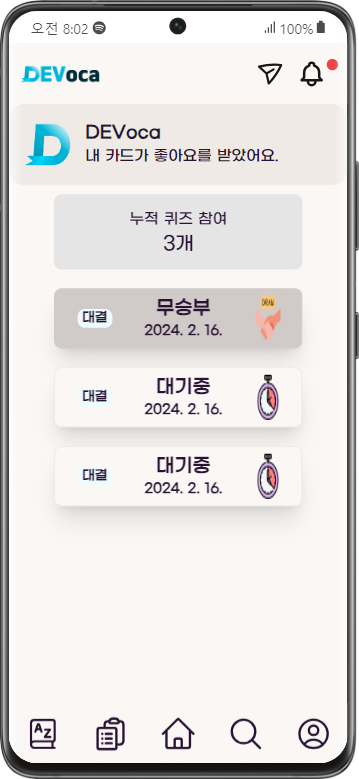 오전 8:02
100%
DEVoca
DEVoca
내 카드가 좋아요를 받았어요.
누적 퀴즈 참여
3개
대결
무승부
2024. 2. 16.
DRAW
대결
대기중
2024. 2. 16.
대결
대기중
2024. 2. 16.
A Z